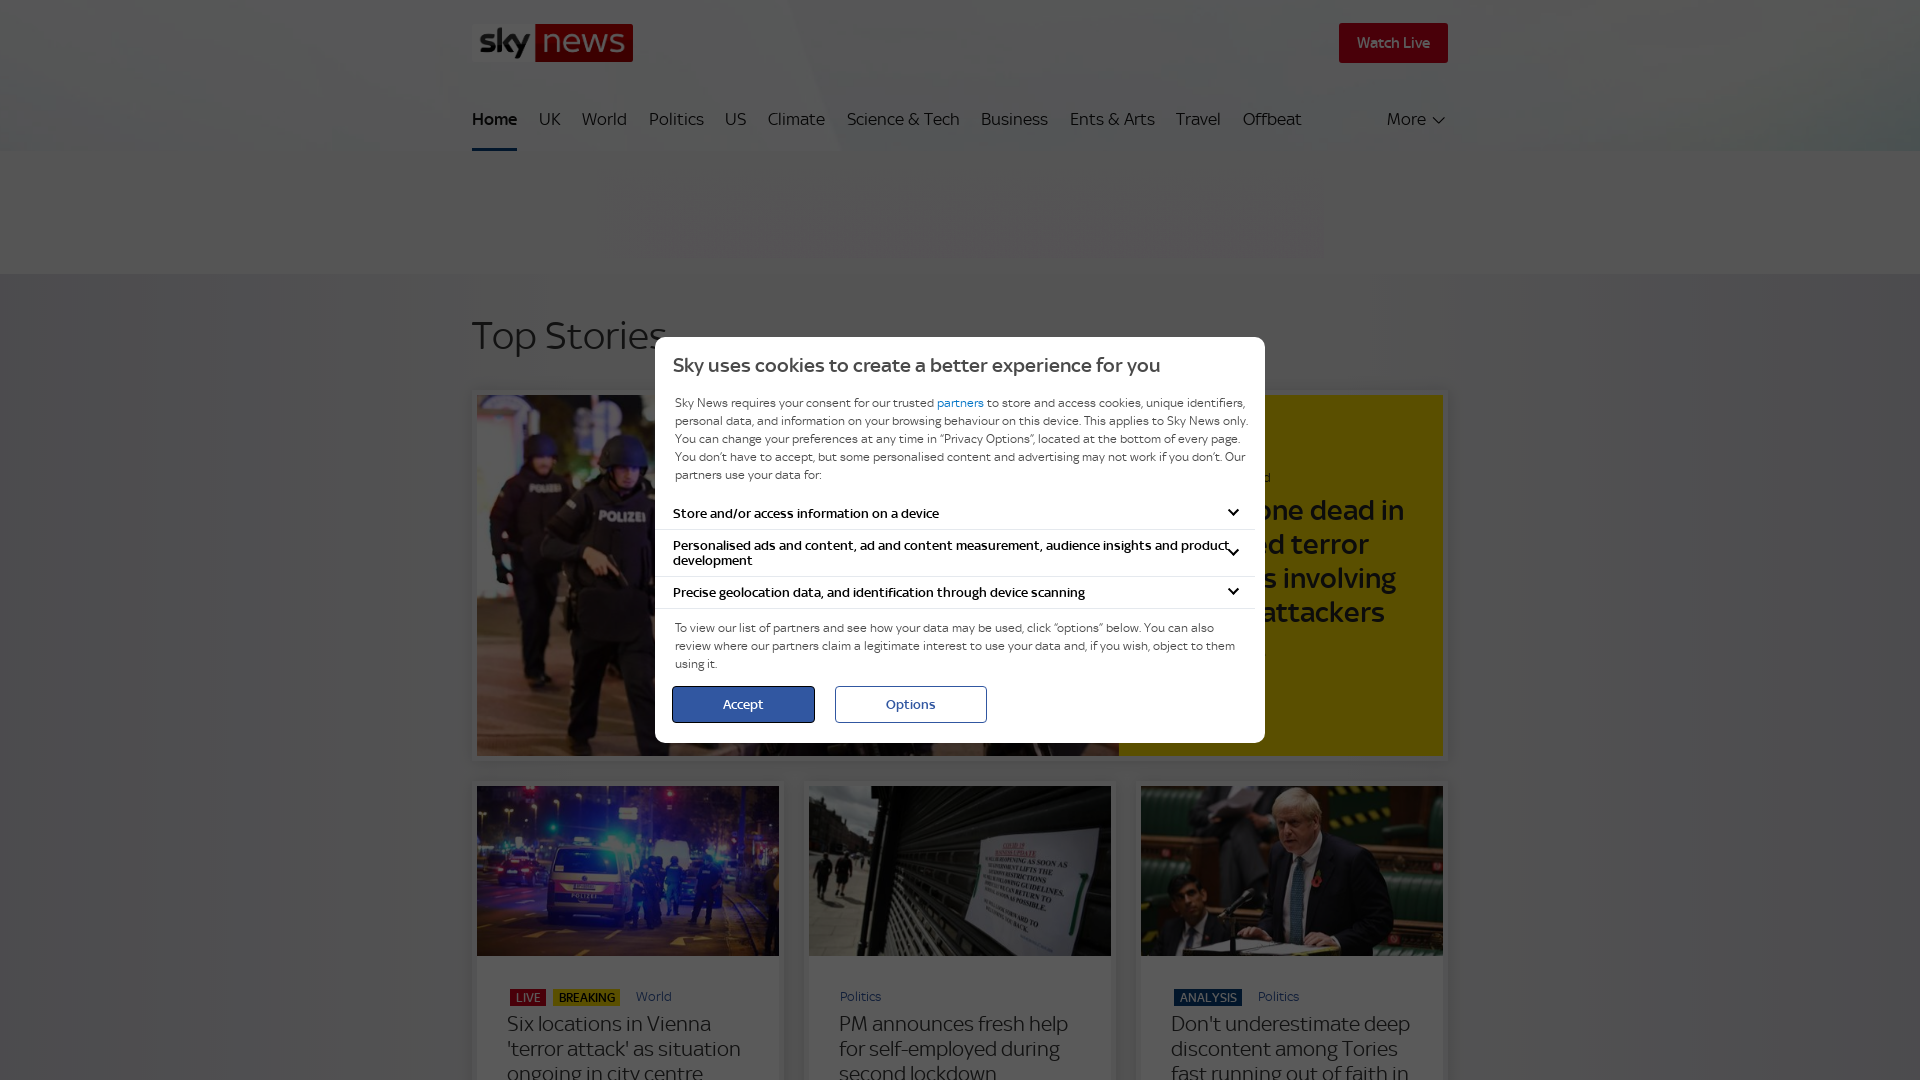 sky news
Watch Live
Home UK World Politics US Climate Science & Tech Business Ents & Arts Travel Offbeat More
Top Stories
Sky uses cookies to create a better experience for you
Sky News requires your consent for our trusted partners to store and access cookies, unique identifiers,
personal data, and information on your browsing behaviour on this device. This applies to Sky News only.
You can change your preferences at any time in “Privacy Options”, located at the bottom of every page.
You don’t have to accept, but some personalised content and advertising may not work if you don’t. Our
partners use your data for:
Store and/or access information on a device
Personalised ads and content, ad and content measurement, audience insights and product
development
Precise geolocation data, and identification through device scanning
To view our list of partners and see how your data may be used, click “options” below. You can also
review where our partners claim a legitimate interest to use your data and, if you wish, object to them
using it.
Accept
Options
POLIZEI
POLIZEI
one dead in
terror
involving
attackers
POLIZEI
LIVE BREAKING World
Six locations in Vienna
'terror attack' as situation
ongoing in city centre
Politics
PM announces fresh help
for self-employed during
second lockdown
ANALYSIS Politics
Don't underestimate deep
discontent among Tories
fast running out of faith in